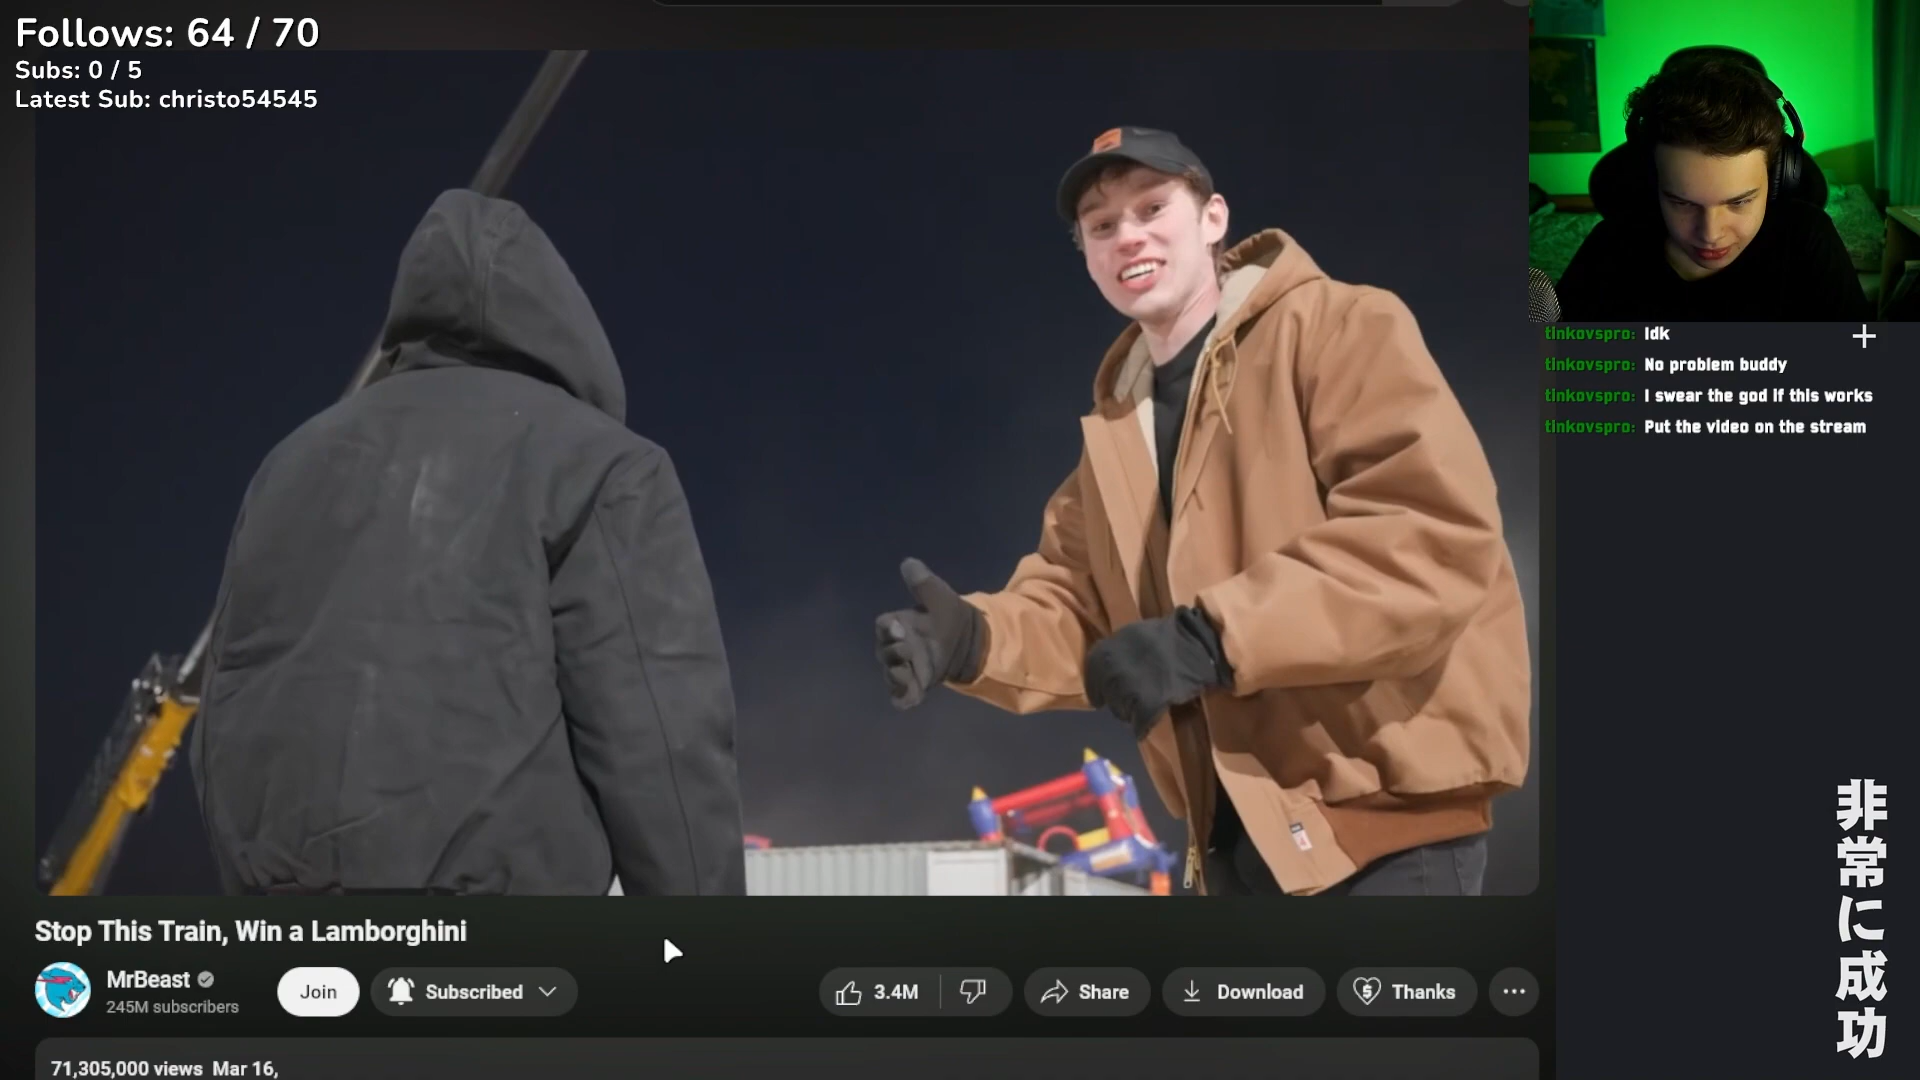 Follows: 64 / 70
Subs: 0 / 5
Latest Sub: christo54545
tinkovspro: Idk
tinkovspro: No problem buddy
tinkovspro: I swear the god if this works
tinkovspro: Put the video on the stream
非常に成功
Stop This Train, Win a Lamborghini
MrBeast
245M subscribers
Join
Subscribed
3.4M
Share
Download
Thanks
71,305,000 views Mar 16,